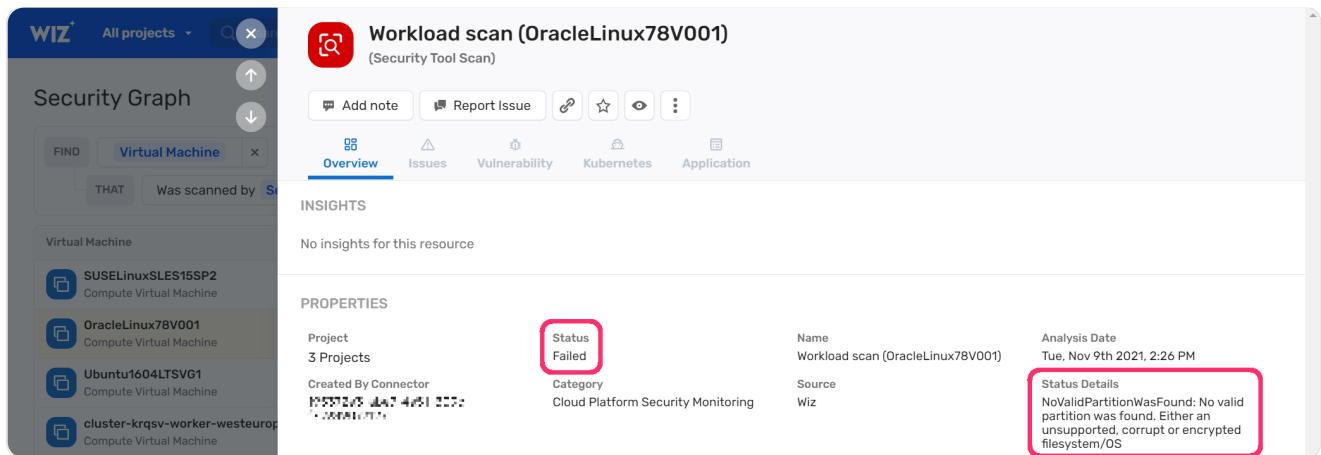 WIZ
All projects
Security Graph
FIND
Virtual Machine ×
THAT
Was scanned by
Virtual Machine
SUSELinuxSLES15SP2
Compute Virtual Machine
OracleLinux78V001
Compute Virtual Machine
Ubuntu1604LTSVG1
Compute Virtual Machine
cluster-krqsv-worker-westeurop
Compute Virtual Machine
Workload scan (OracleLinux78V001)
(Security Tool Scan)
Add note
Report Issue
Overview
Issues
Vulnerability
Kubernetes
Application
INSIGHTS
No insights for this resource
PROPERTIES
Project
3 Projects
Status
Failed
Name
Workload scan (OracleLinux78V001)
Analysis Date
Tue, Nov 9th 2021, 2:26 PM
Created By Connector
Category
Cloud Platform Security Monitoring
Source
Wiz
Status Details
NoValidPartitionWasFound: No valid
partition was found. Either an
unsupported, corrupt or encrypted
filesystem/OS